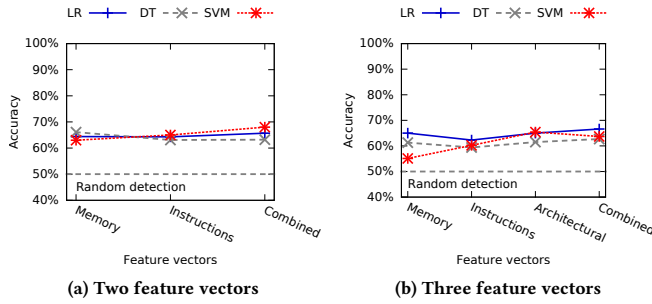 LR DT SVM
100%
90%
80%
70%
60%
50%
40%
Accuracy
Random detection
Memory
Instructions
Combined
Feature vectors
(a) Two feature vectors
LR DT SVM
100%
90%
80%
70%
60%
50%
40%
Accuracy
Random detection
Memory
Instructions
Architectural
Combined
Feature vectors
(b) Three feature vectors